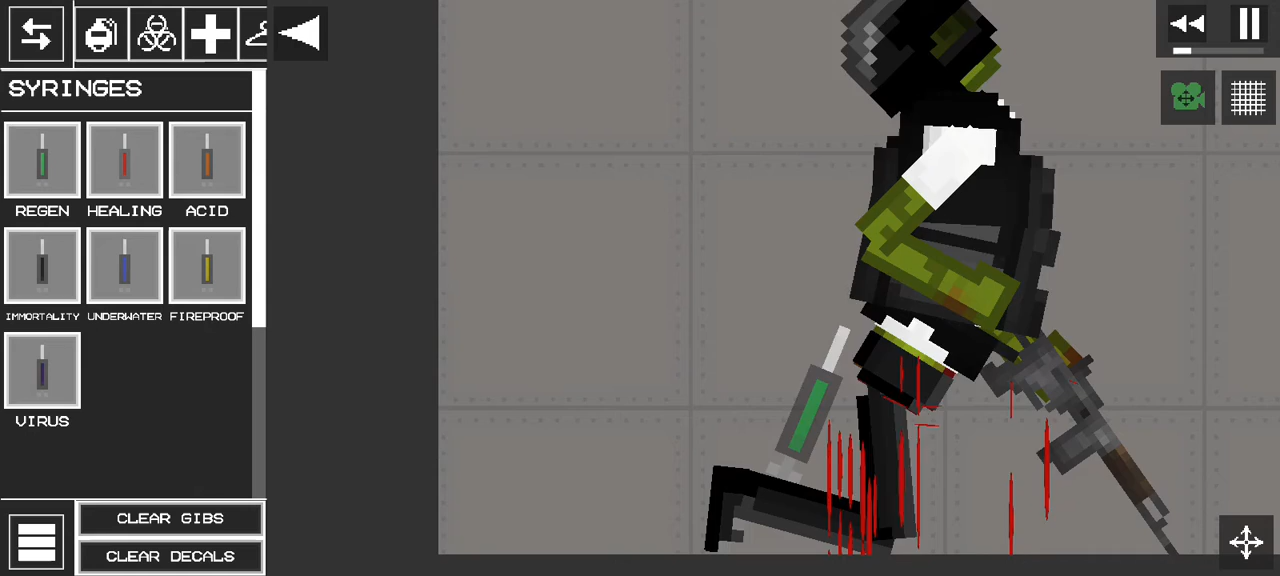 SYRINGES
REGEN HEALING ACID
IMMORTALITY UNDERWATER FIREPROOF
VIRUS
CLEAR GIBS
CLEAR DECALS